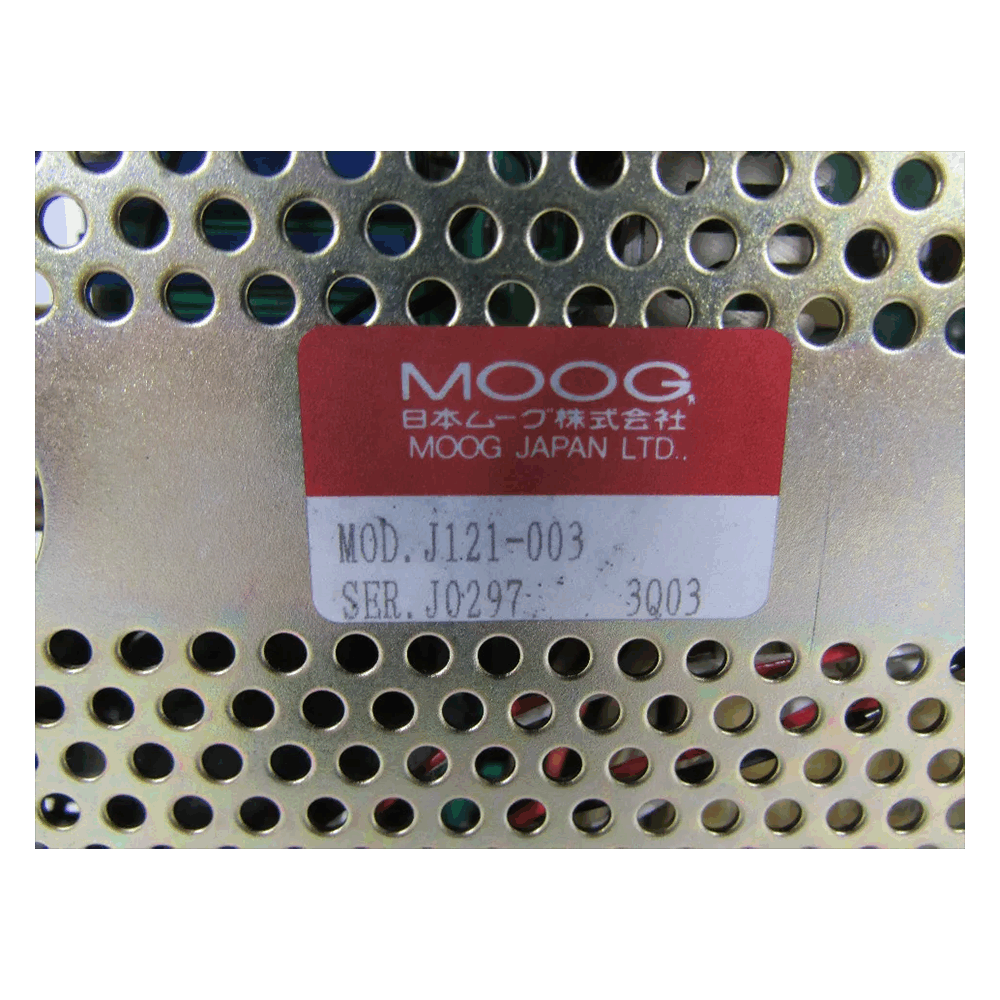 MOOG®
日本ムーグ株式会社
MOOG JAPAN LTD..
MOD. J121-003
SER. J0297 3Q03